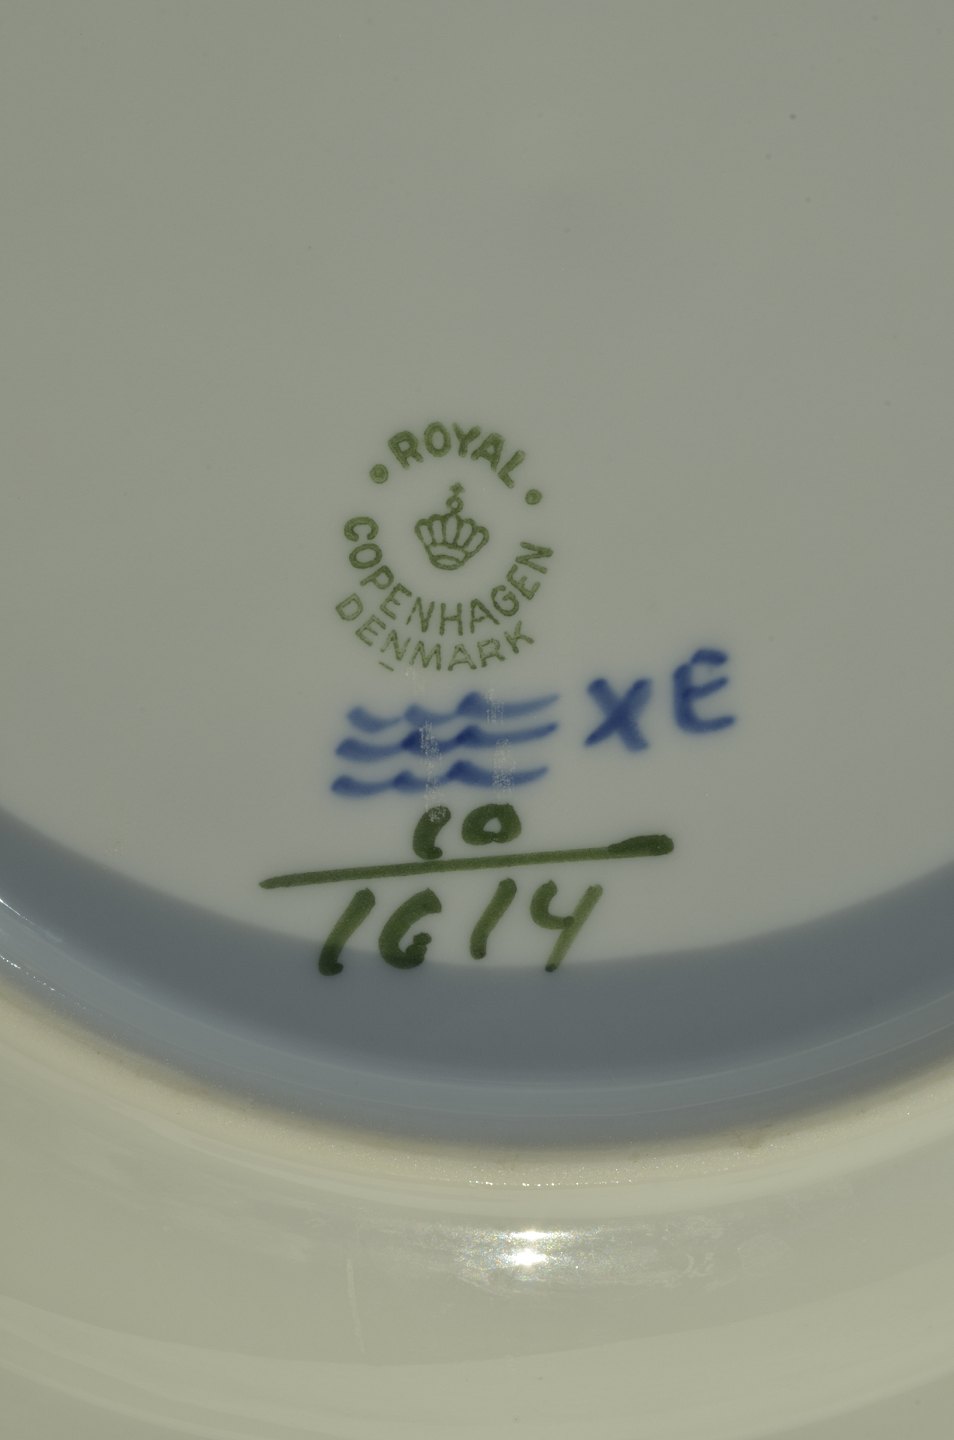 ROYAL
COPENHAGEN
DENMARK
XE
10
1614